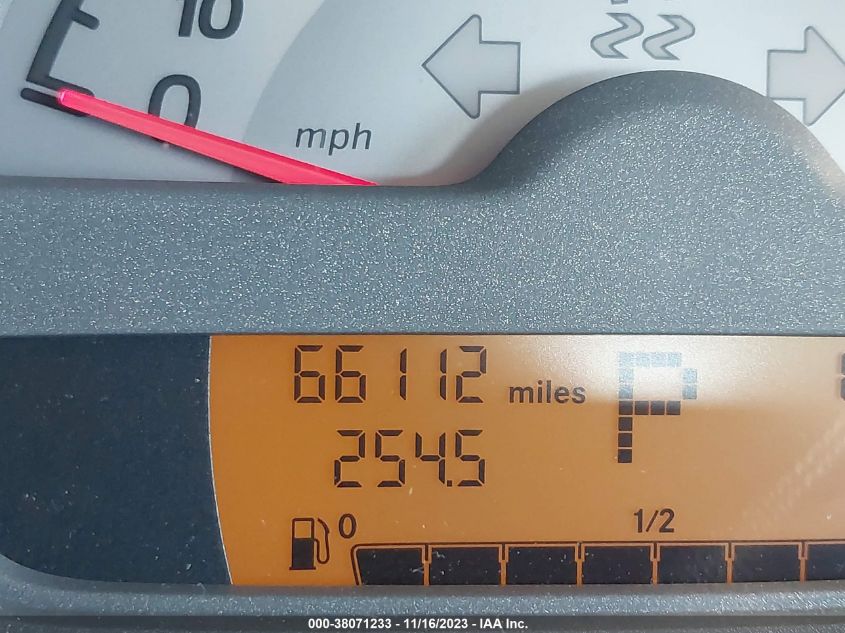 10
0
mph
66112 miles
P
254.5
0 1/2
000-38071233 - 11/16/2023 - IAA Inc.